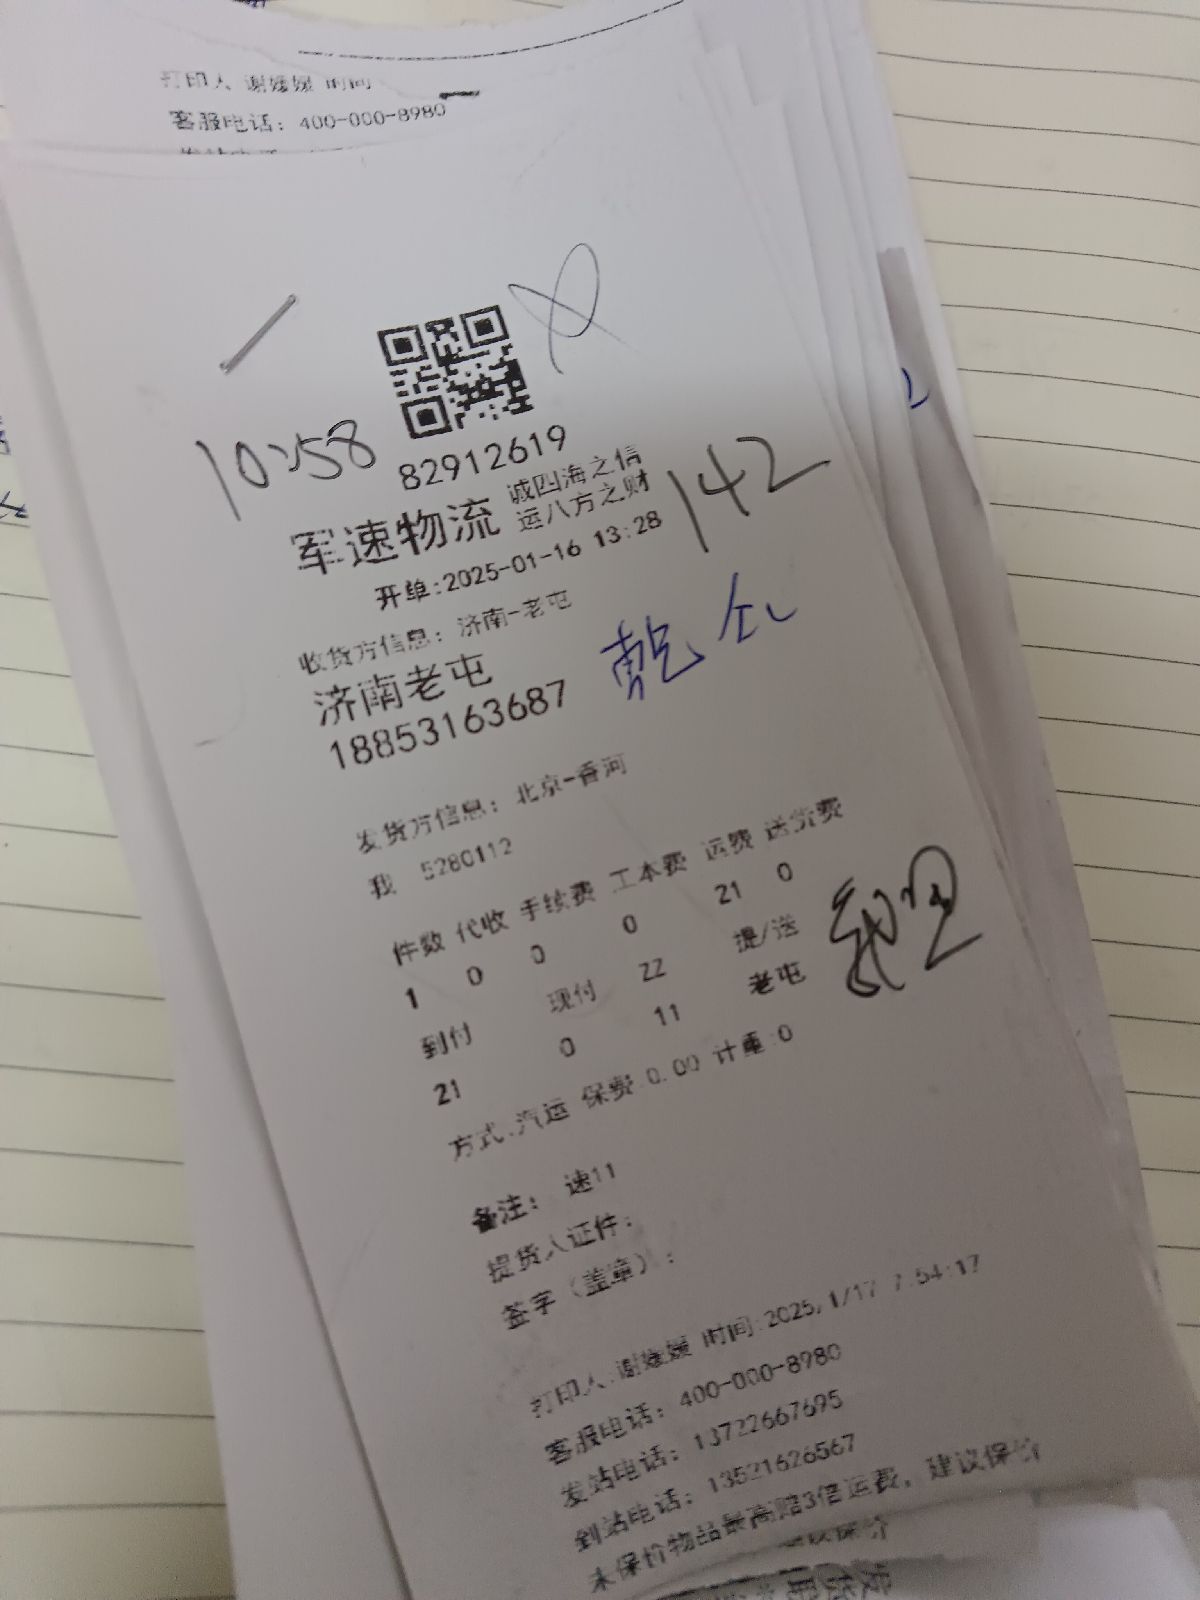 打印人 谢媛媛 时间
客服电话：400-000-8980
10:58
82912619
军速物流 诚四海之信
运八方之财
142
开单:2025-01-16 13:28
收货方信息：济南-老屯
济南老屯
18853163687
乾
发货方信息：北京-香河
我 5280112
件数 代收 手续费 工本费 运费 送货费
1 0 0 0 21 0
到付 现付 22 提/送
21 0 11 老屯
方式:汽运 保费:0.00 计重:0
备注： 速11
提货人证件：
签字（盖章）：
打印人:谢媛媛 时间:2025/1/17 7:54:17
客服电话：400-000-8980
发站电话：13722667695
到站电话：13521626567
未保价物品最高赔3倍运费，建议保价